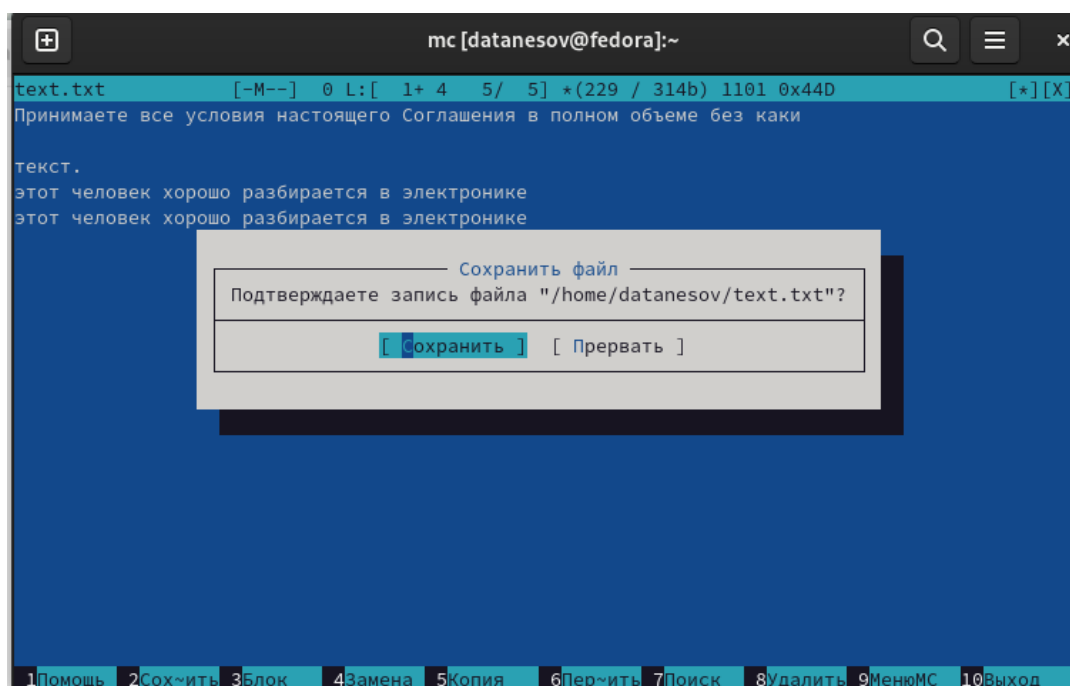 mc [datanesov@fedora]:~
text.txt [-M--] 0 L:[ 1+ 4 5/ 5] *(229 / 314b) 1101 0x44D [*][X]
Принимаете все условия настоящего Соглашения в полном объеме без каки
текст.
этот человек хорошо разбирается в электронике
этот человек хорошо разбирается в электронике
Сохранить файл
Подтверждаете запись файла "/home/datanesov/text.txt"?
[ Сохранить ] [ Прервать ]
1Помощь 2Сох~ить 3Блок 4Замена 5Копия 6Пер~ить 7Поиск 8Удалить 9МенюМС 10Выход